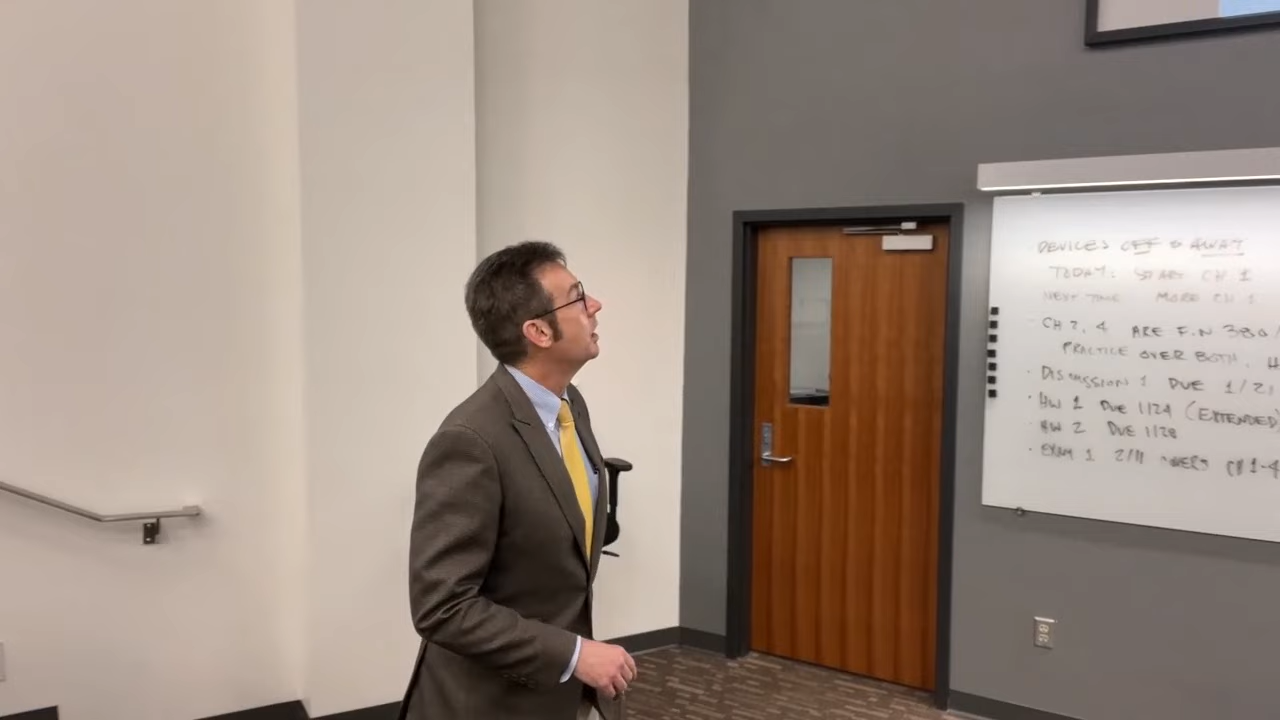 DEVICES OFF & AWAY
TODAY: START CH 1
NEXT TIME MORE CH 1
· CH 2, 4 ARE F.N 380
PRACTICE OVER BOTH, H
· DISCUSSION 1 DUE 1/21
· HW 1 DUE 1/24 (EXTENDED)
· HW 2 DUE 1/28
· EXAM 1 2/11 COVERS CH 1-4